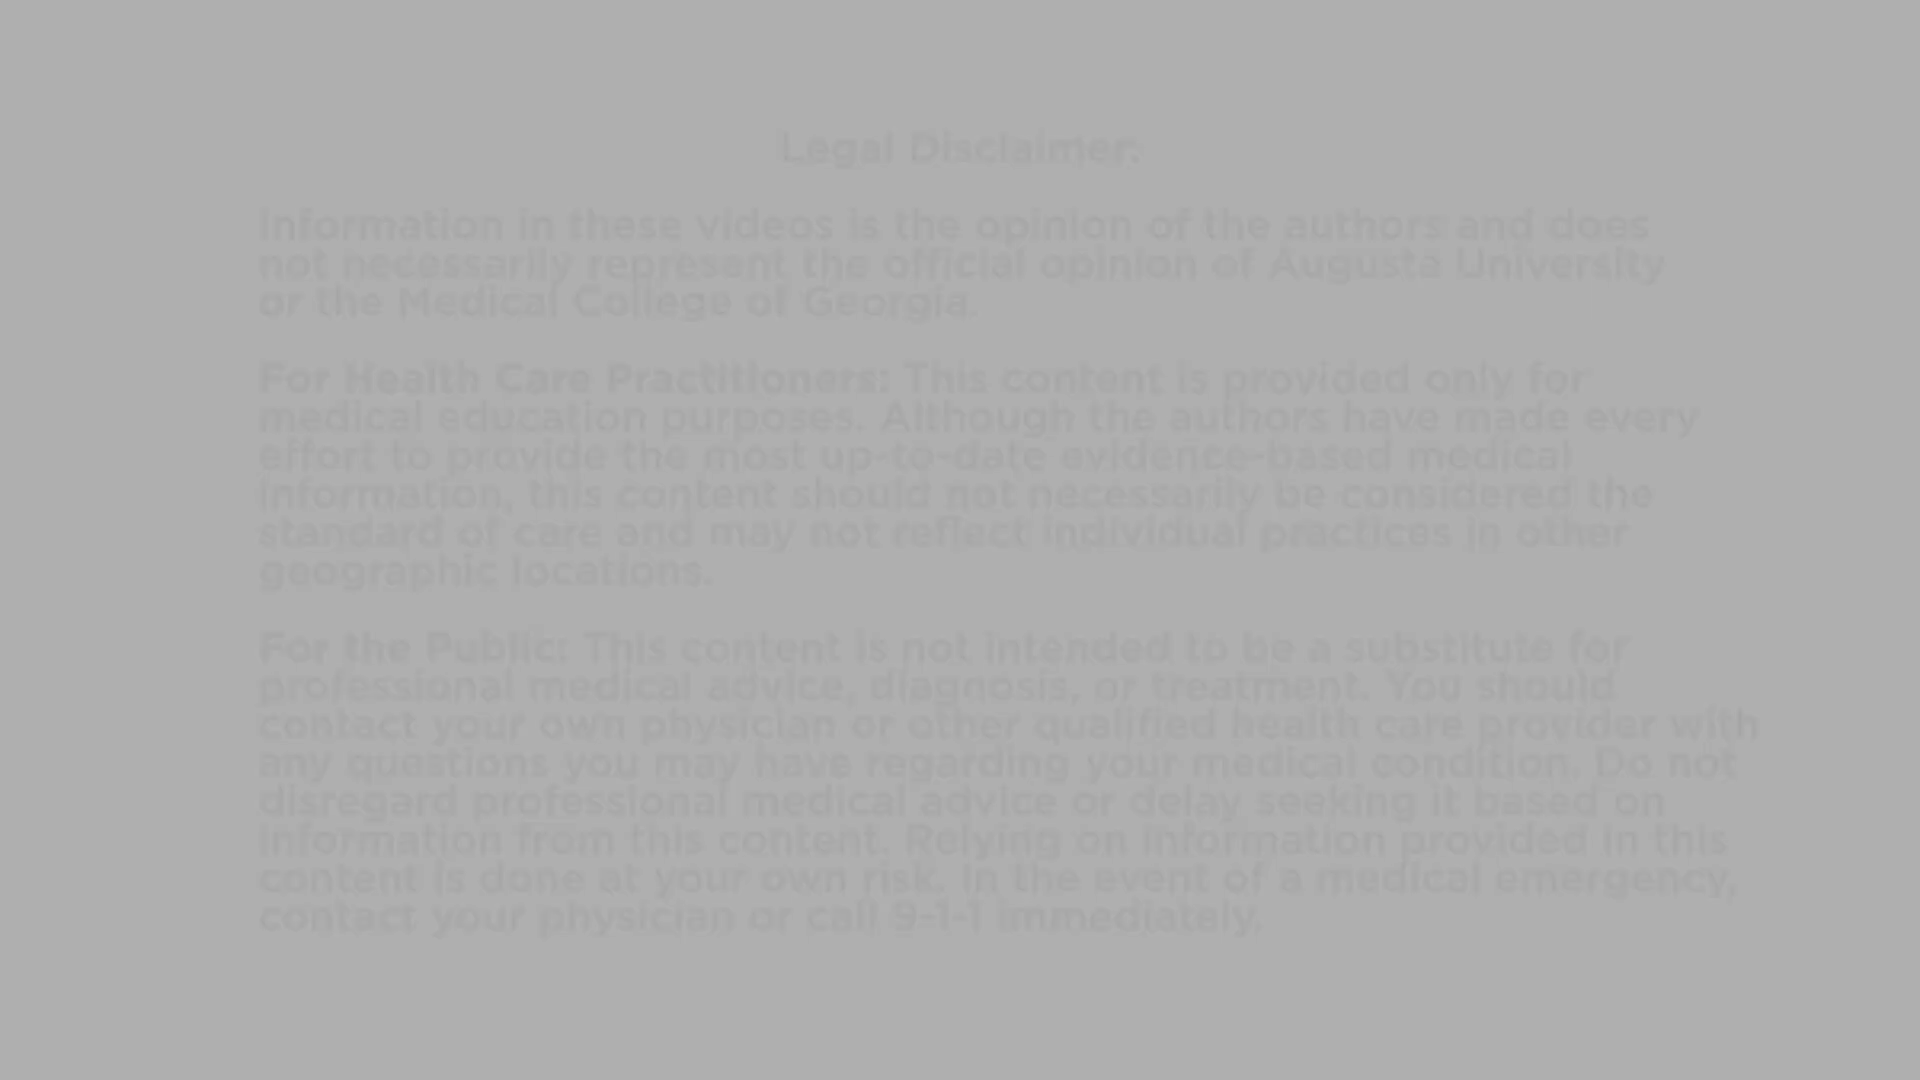 Legal Disclaimer:
Information in these videos is the opinion of the authors and does
not necessarily represent the official opinion of Augusta University
or the Medical College of Georgia.
For Health Care Practitioners: This content is provided only for
medical education purposes. Although the authors have made every
effort to provide the most up-to-date evidence-based medical
information, this content should not necessarily be considered the
standard of care and may not reflect individual practices in other
geographic locations.
For the Public: This content is not intended to be a substitute for
professional medical advice, diagnosis, or treatment. You should
contact your own physician or other qualified health care provider with
any questions you may have regarding your medical condition. Do not
disregard professional medical advice or delay seeking it based on
information from this content. Relying on information provided in this
content is done at your own risk. In the event of a medical emergency,
contact your physician or call 9-1-1 immediately.